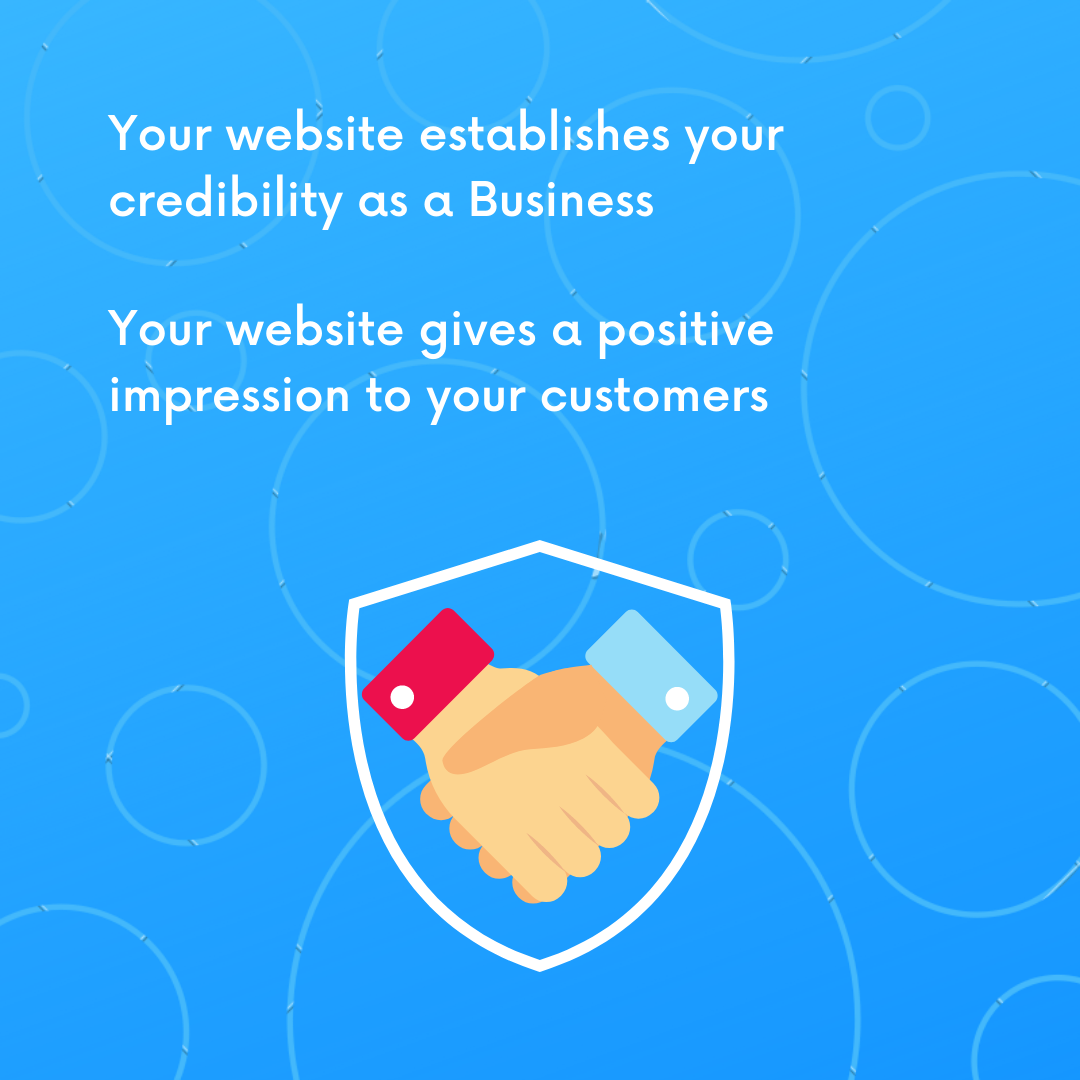 Your website establishes your
credibility as a Business
Your website gives a positive
impression to your customers